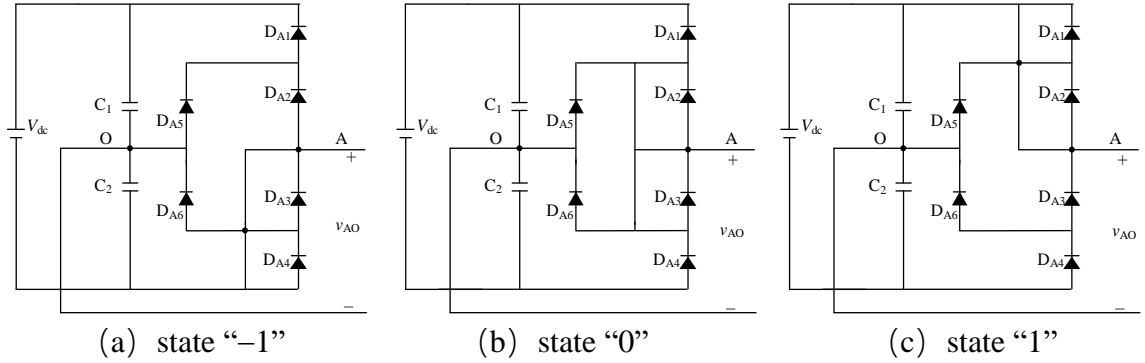 D_A1
D_A2
C_1
D_A5
V_dc
O
A
+
C_2
D_A3
D_A6
v_AO
D_A4
–
(a) state “–1”
D_A1
D_A2
C_1
D_A5
V_dc
O
A
+
C_2
D_A3
D_A6
v_AO
D_A4
–
(b) state “0”
D_A1
D_A2
C_1
D_A5
V_dc
O
A
+
C_2
D_A3
D_A6
v_AO
D_A4
–
(c) state “1”